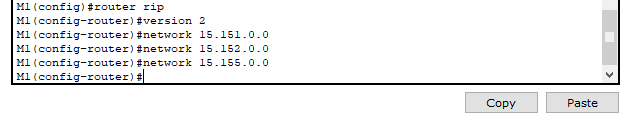 M1(config)#router rip
M1(config-router)#version 2
M1(config-router)#network 15.151.0.0
M1(config-router)#network 15.152.0.0
M1(config-router)#network 15.155.0.0
M1(config-router)#
Copy
Paste